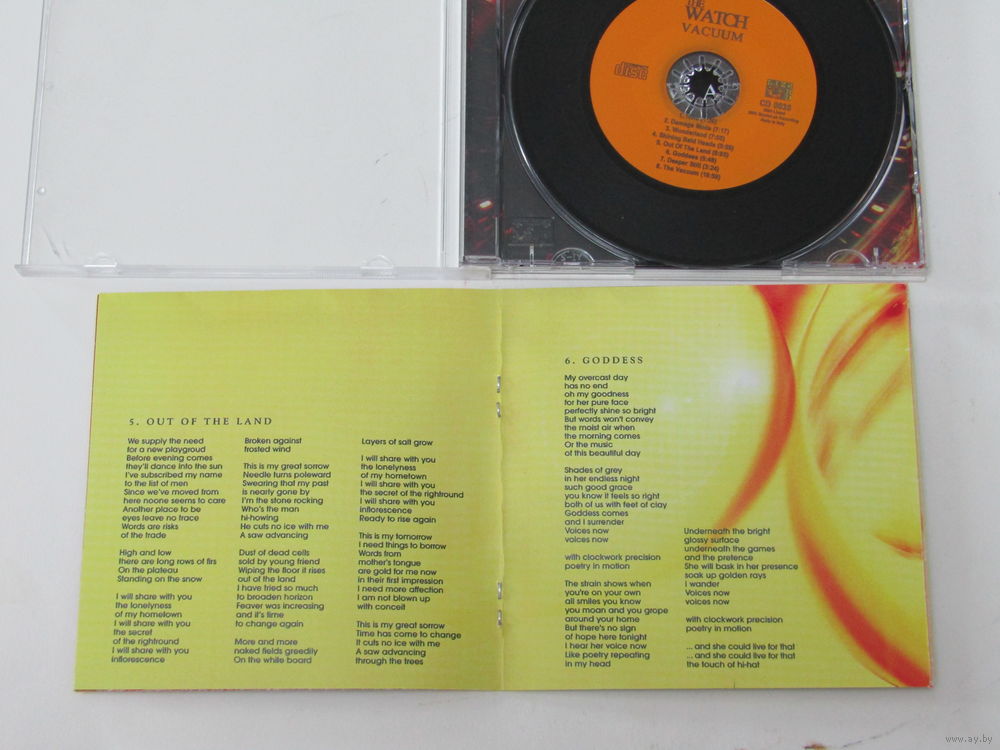 THE
WATCH
VACUUM
disc
A
CD 0035
Made in Italy
2. Damage Mode (7:17)
3. Wonderland (7:52)
4. Shining Bald Heads
5. Out Of The Land
6. Goddess (5:48)
7. Deeper Still (3:24)
8. The Vacuum
5. OUT OF THE LAND
We supply the need
for a new playgroud
Before evening comes
they'll dance into the sun
I've subscribed my name
to the list of men
Since we've moved from
here noone seems to care
Another place to be
eyes leave no trace
Words are risks
of the trade
High and low
there are long rows of firs
On the plateau
Standing on the snow
I will share with you
the lonelyness
of my hometown
I will share with you
the secret
of the rightround
I will share with you
inflorescence
Broken against
frosted wind
This is my great sorrow
Needle turns poleward
Swearing that my past
is nearly gone by
I'm the stone rocking
Who's the man
hi-howing
He cuts no ice with me
A saw advancing
Dust of dead cells
sold by young friend
Wiping the floor it rises
out of the land
I have tried so much
to broaden horizon
Feaver was increasing
and it's time
to change again
More and more
naked fields greedily
On the white board
Layers of salt grow
I will share with you
the lonelyness
of my hometown
I will share with you
the secret of the rightround
I will share with you
inflorescence
Ready to rise again
This is my tomorrow
I need things to borrow
Words from
mother's tongue
are gold for me now
in their first impression
I need more affection
I am not blown up
with conceit
This is my great sorrow
Time has come to change
It cuts no ice with me
A saw advancing
through the trees
6. GODDESS
My overcast day
has no end
oh my goodness
for her pure face
perfectly shine so bright
But words won't convey
the moist air when
the morning comes
Or the music
of this beautiful day
Shades of grey
in her endless night
such good grace
you know it feels so right
both of us with feet of clay
Goddess comes
and I surrender
Voices now
voices now
with clockwork precision
poetry in motion
The strain shows when
you're on your own
all smiles you know
you moan and you grope
around your home
But there's no sign
of hope here tonight
I hear her voice now
Like poetry repeating
in my head
Underneath the bright
glossy surface
underneath the games
and the pretence
She will bask in her presence
soak up golden rays
I wander
Voices now
voices now
with clockwork precision
poetry in motion
... and she could live for that
... and she could live for that
the touch of hi-hat
www.ay.by